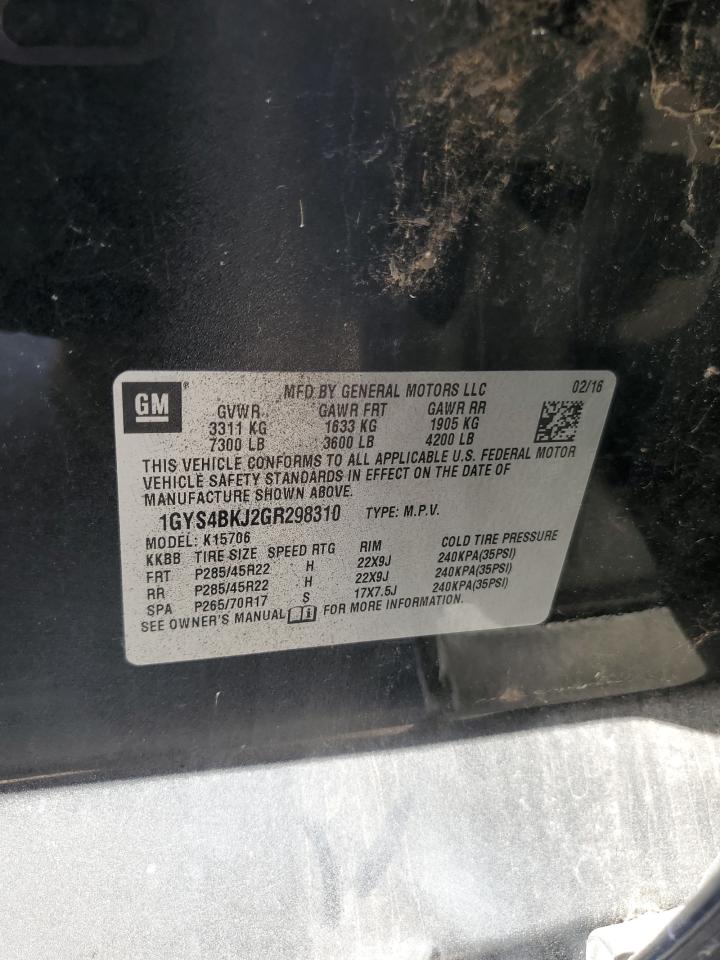 GM ® MFD BY GENERAL MOTORS LLC 02/16
GVWR GAWR FRT GAWR RR
3311 KG 1633 KG 1905 KG
7300 LB 3600 LB 4200 LB
THIS VEHICLE CONFORMS TO ALL APPLICABLE U.S. FEDERAL MOTOR
VEHICLE SAFETY STANDARDS IN EFFECT ON THE DATE OF
MANUFACTURE SHOWN ABOVE.
1GYS4BKJ2GR298310 TYPE: M.P.V.
MODEL: K15706
KKBB TIRE SIZE SPEED RTG RIM COLD TIRE PRESSURE
FRT P285/45R22 H 22X9J 240KPA(35PSI)
RR P285/45R22 H 22X9J 240KPA(35PSI)
SPA P265/70R17 S 17X7.5J 240KPA(35PSI)
SEE OWNER'S MANUAL FOR MORE INFORMATION.